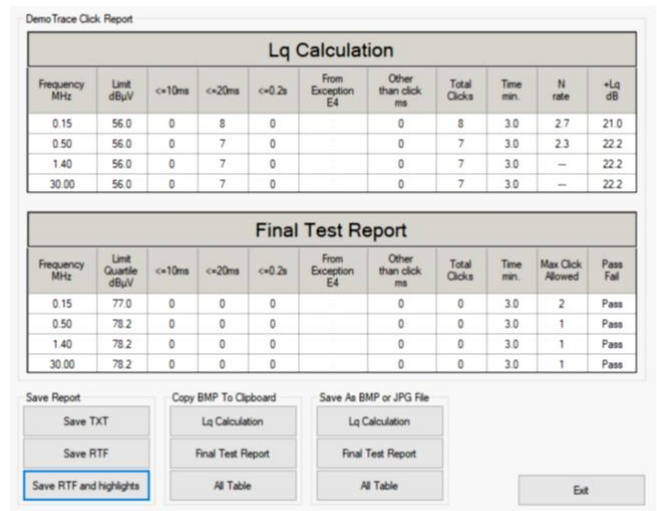 DemoTrace Click Report
Lq Calculation
Frequency MHz Limit dBµV <=10ms <=20ms <=0.2s From Exception E4 Other than click ms Total Clicks Time min. N rate +Lq dB
0.15 56.0 0 8 0 0 8 3.0 2.7 21.0
0.50 56.0 0 7 0 0 7 3.0 2.3 22.2
1.40 56.0 0 7 0 0 7 3.0 — 22.2
30.00 56.0 0 7 0 0 7 3.0 — 22.2
Final Test Report
Frequency MHz Limit Quartile dBµV <=10ms <=20ms <=0.2s From Exception E4 Other than click ms Total Clicks Time min. Max Click Allowed Pass Fail
0.15 77.0 0 0 0 0 0 3.0 2 Pass
0.50 78.2 0 0 0 0 0 3.0 1 Pass
1.40 78.2 0 0 0 0 0 3.0 1 Pass
30.00 78.2 0 0 0 0 0 3.0 1 Pass
Save Report Copy BMP To Clipboard Save As BMP or JPG File
Save TXT Lq Calculation Lq Calculation
Save RTF Final Test Report Final Test Report
Save RTF and highlights All Table All Table Exit